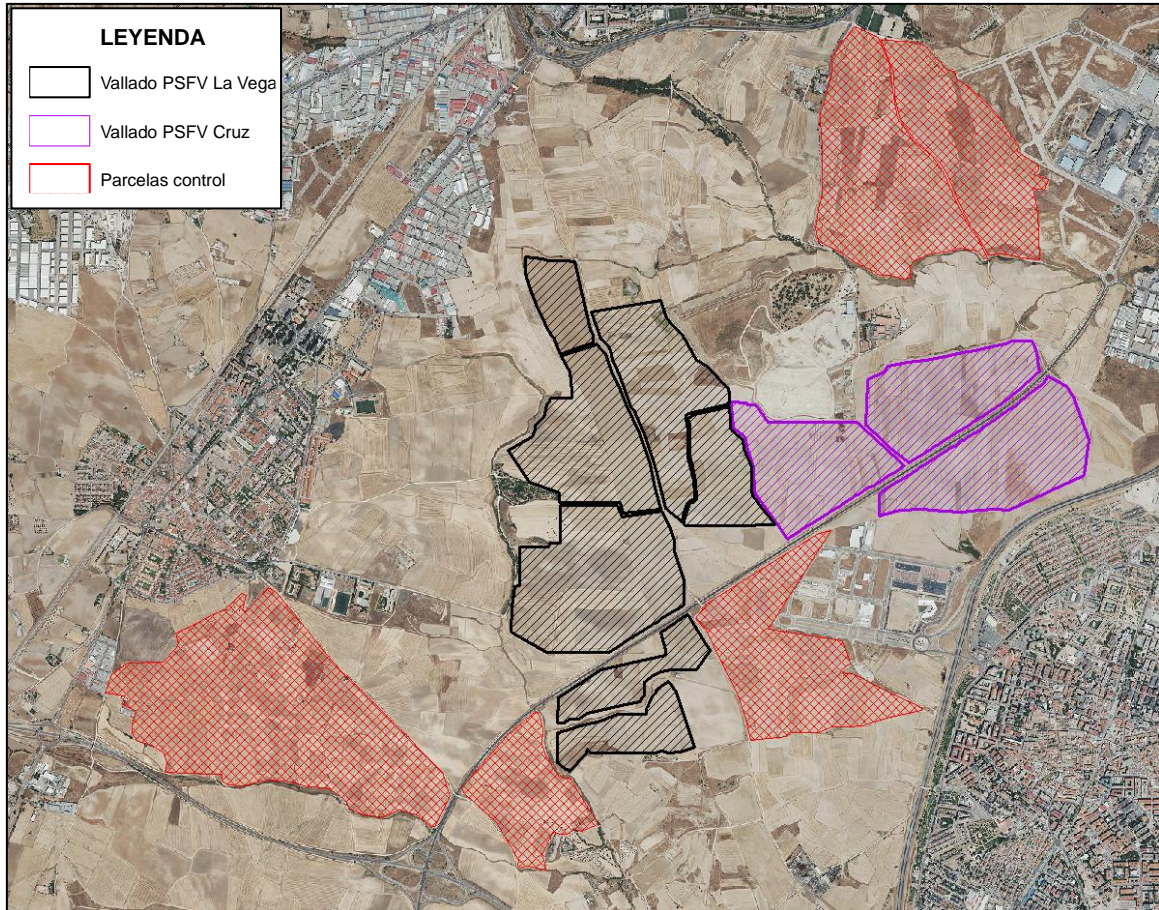 LEYENDA
Vallado PSFV La Vega
Vallado PSFV Cruz
Parcelas control